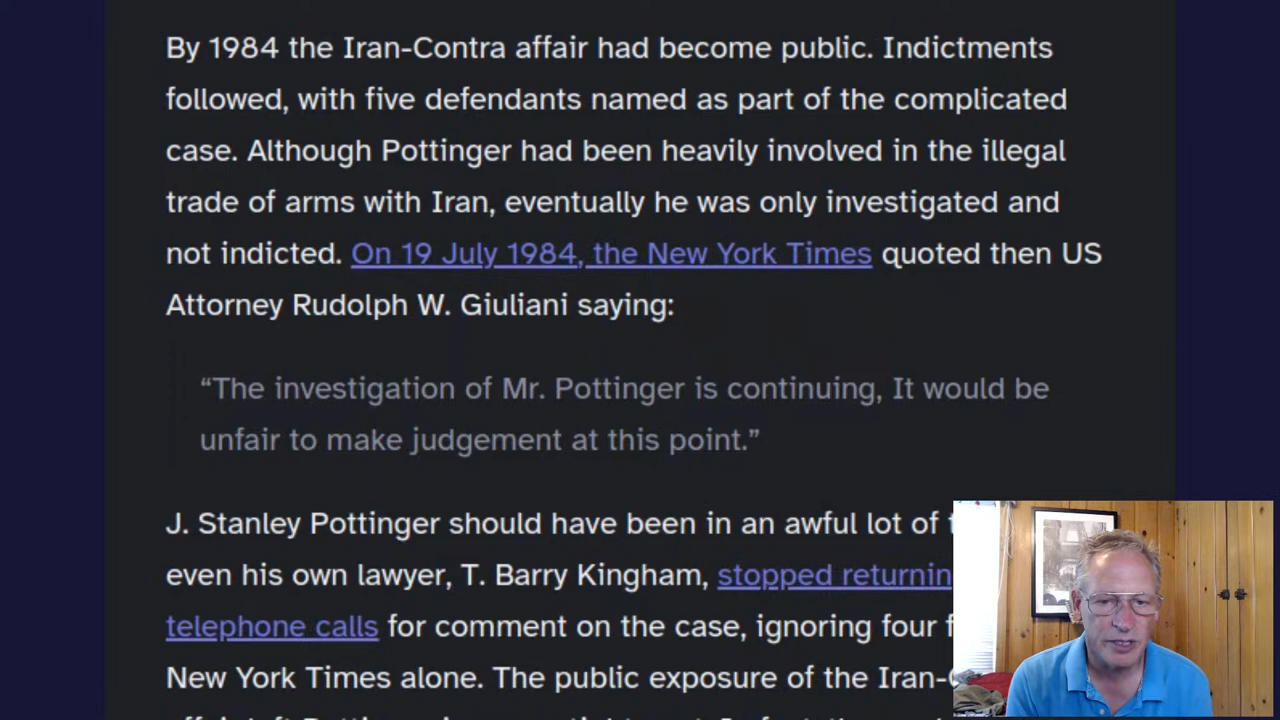 By 1984 the Iran-Contra affair had become public. Indictments
followed, with five defendants named as part of the complicated
case. Although Pottinger had been heavily involved in the illegal
trade of arms with Iran, eventually he was only investigated and
not indicted. On 19 July 1984, the New York Times quoted then US
Attorney Rudolph W. Giuliani saying:
“The investigation of Mr. Pottinger is continuing, It would be
unfair to make judgement at this point.”
J. Stanley Pottinger should have been in an awful lot of
even his own lawyer, T. Barry Kingham, stopped returnin
telephone calls for comment on the case, ignoring four
New York Times alone. The public exposure of the Iran-